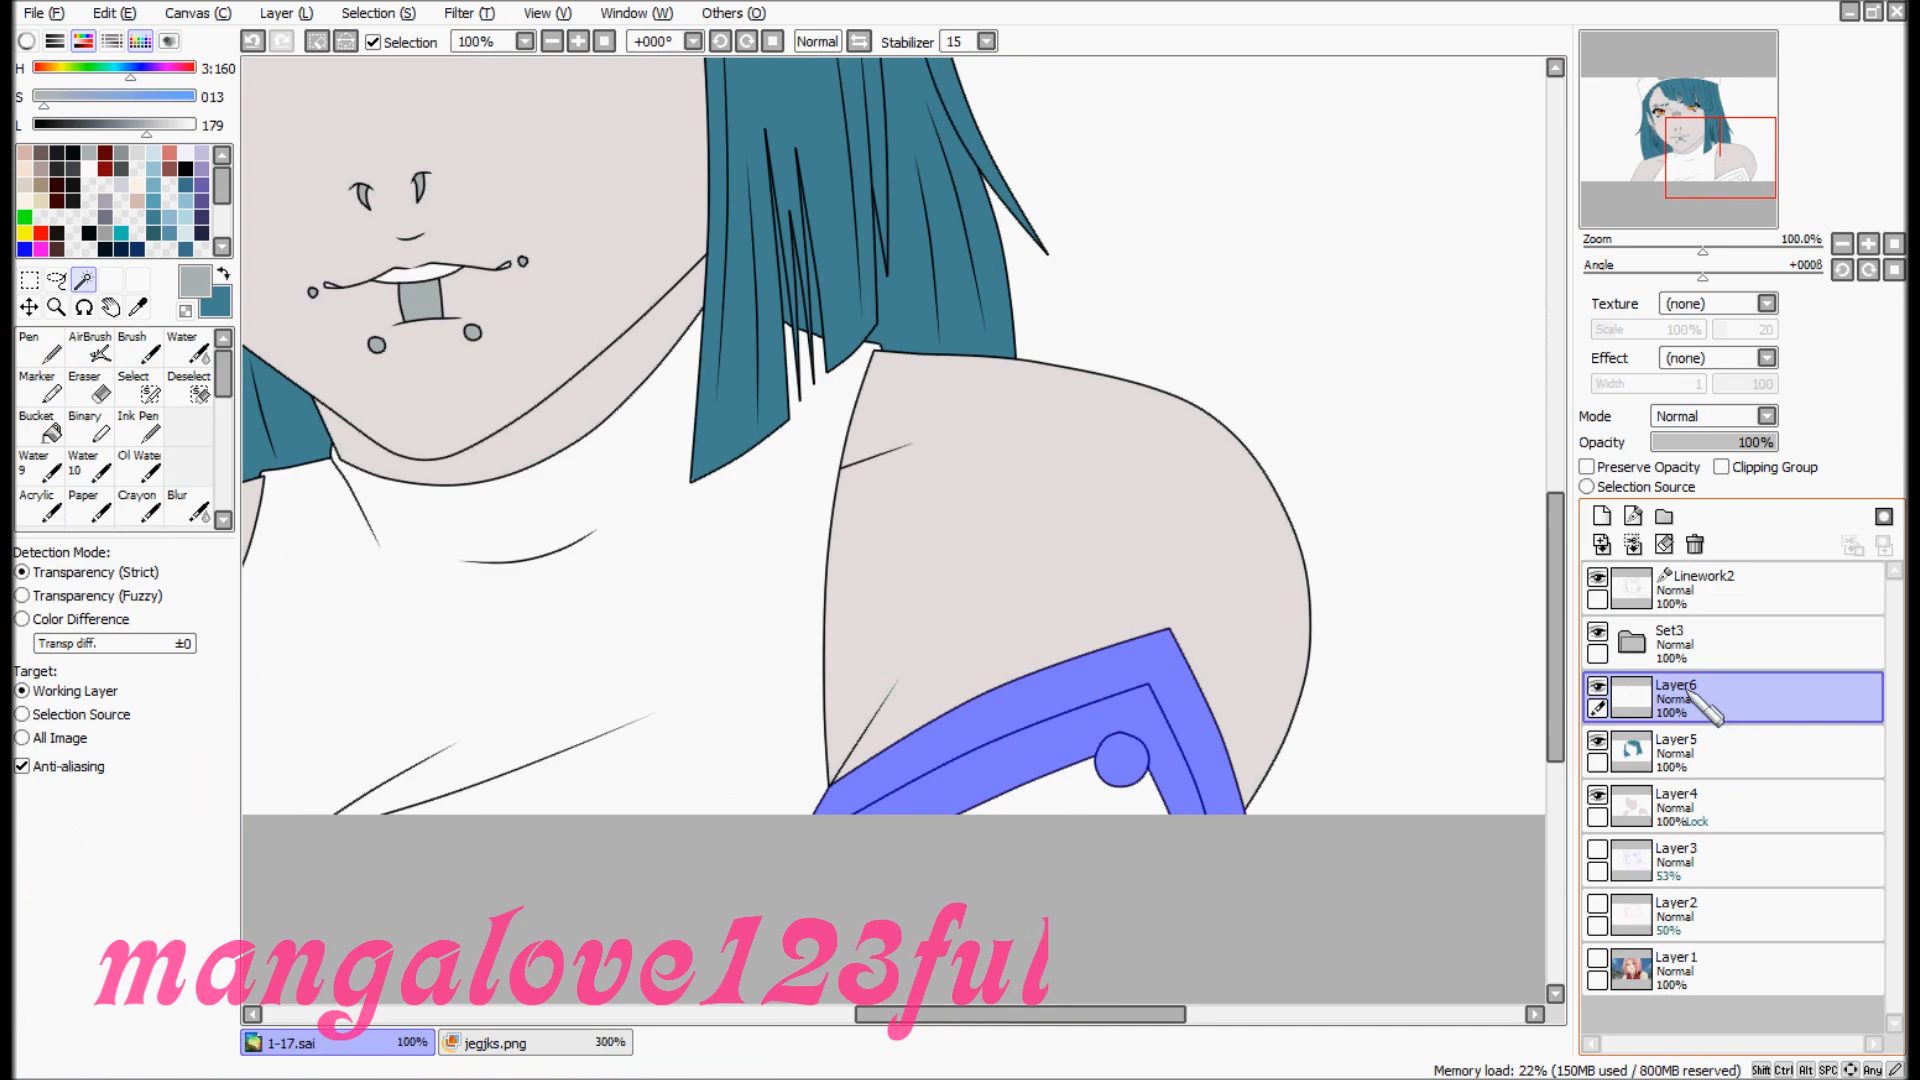 File (F) Edit (E) Canvas (C) Layer (L) Selection (S) Filter (T) View (V) Window (W) Others (O)
Selection 100% +000° Normal Stabilizer 15
H 3:160
S 013
L 179
Pen AirBrush Brush Water
Marker Eraser Select Deselect
Bucket Binary Ink Pen
Water 9 Water 10 Oil Water
Acrylic Paper Crayon Blur
Detection Mode:
Transparency (Strict)
Transparency (Fuzzy)
Color Difference
Transp diff. ±0
Target:
Working Layer
Selection Source
All Image
Anti-aliasing
Zoom 100.0%
Angle +000ß
Texture (none)
Scale 100% 20
Effect (none)
Width 1 100
Mode Normal
Opacity 100%
Preserve Opacity Clipping Group
Selection Source
Linework2
Normal
100%
Set3
Normal
100%
Layer6
Normal
100%
Layer5
Normal
100%
Layer4
Normal
100%Lock
Layer3
Normal
53%
Layer2
Normal
50%
Layer1
Normal
100%
mangalove123ful
1-17.sai 100% jegjks.png 300%
Memory load: 22% (150MB used / 800MB reserved) Shift Ctrl Alt SPC Any